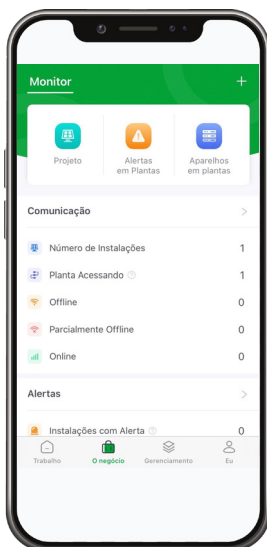 Monitor +
Projeto
Alertas
em Plantas
Aparelhos
em plantas
Comunicação >
Número de Instalações 1
Planta Acessando ? 1
Offline 0
Parcialmente Offline 0
Online 0
Alertas >
Instalações com Alerta ? 0
Trabalho O negócio Gerenciamento Eu